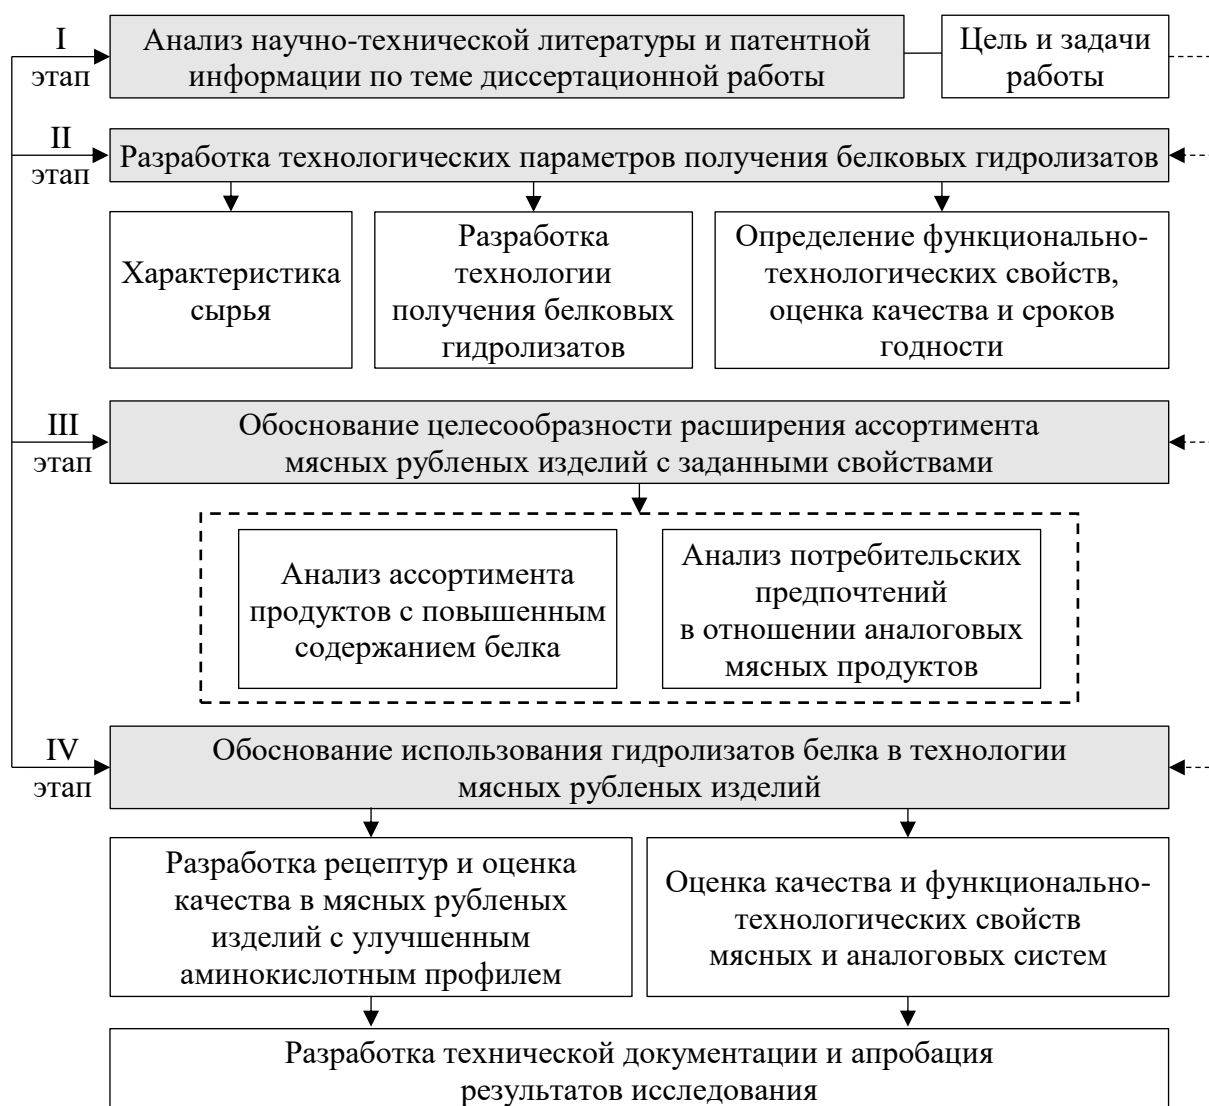 I
этап
Анализ научно-технической литературы и патентной
информации по теме диссертационной работы
Цель и задачи
работы
II
этап
Разработка технологических параметров получения белковых гидролизатов
Характеристика
сырья
Разработка
технологии
получения белковых
гидролизатов
Определение функционально-
технологических свойств,
оценка качества и сроков
годности
III
этап
Обоснование целесообразности расширения ассортимента
мясных рубленых изделий с заданными свойствами
Анализ ассортимента
продуктов с повышенным
содержанием белка
Анализ потребительских
предпочтений
в отношении аналоговых
мясных продуктов
IV
этап
Обоснование использования гидролизатов белка в технологии
мясных рубленых изделий
Разработка рецептур и оценка
качества в мясных рубленых
изделий с улучшенным
аминокислотным профилем
Оценка качества и функционально-
технологических свойств
мясных и аналоговых систем
Разработка технической документации и апробация
результатов исследования